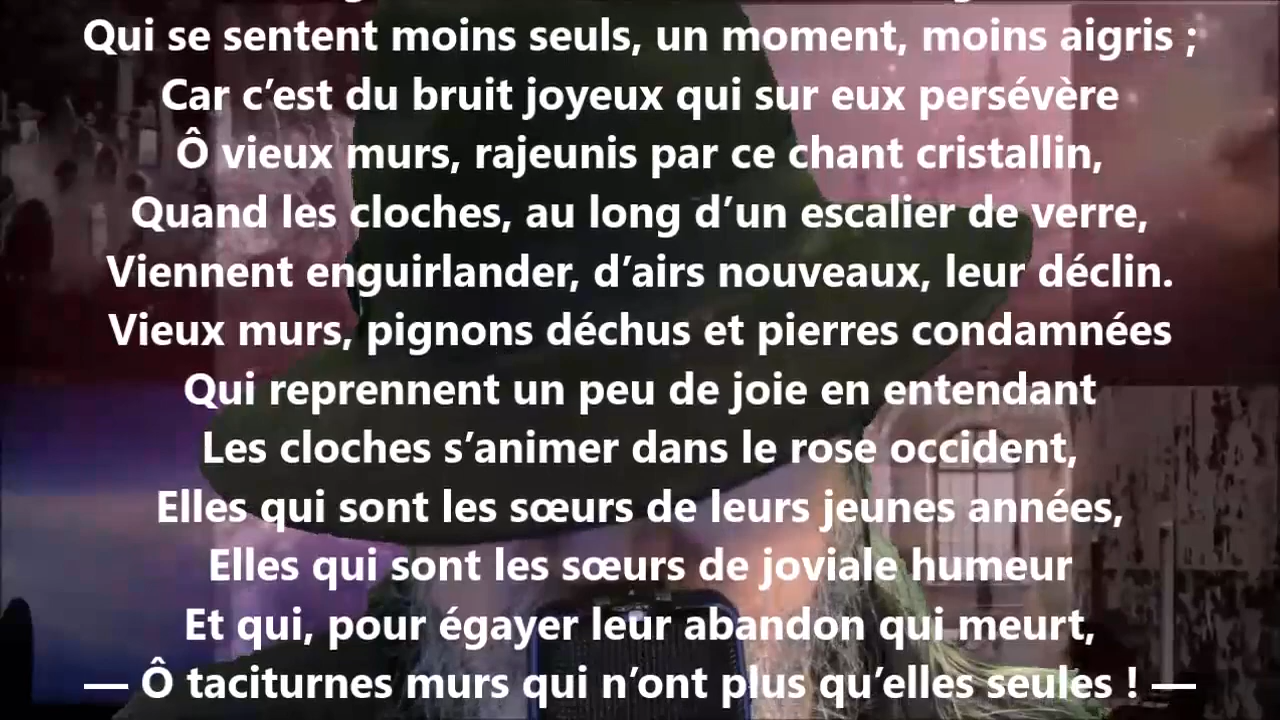 Qui se sentent moins seuls, un moment, moins aigris ;
Car c’est du bruit joyeux qui sur eux persévère
Ô vieux murs, rajeunis par ce chant cristallin,
Quand les cloches, au long d’un escalier de verre,
Viennent enguirlander, d’airs nouveaux, leur déclin.
Vieux murs, pignons déchus et pierres condamnées
Qui reprennent un peu de joie en entendant
Les cloches s’animer dans le rose occident,
Elles qui sont les sœurs de leurs jeunes années,
Elles qui sont les sœurs de joviale humeur
Et qui, pour égayer leur abandon qui meurt,
— Ô taciturnes murs qui n’ont plus qu’elles seules ! —